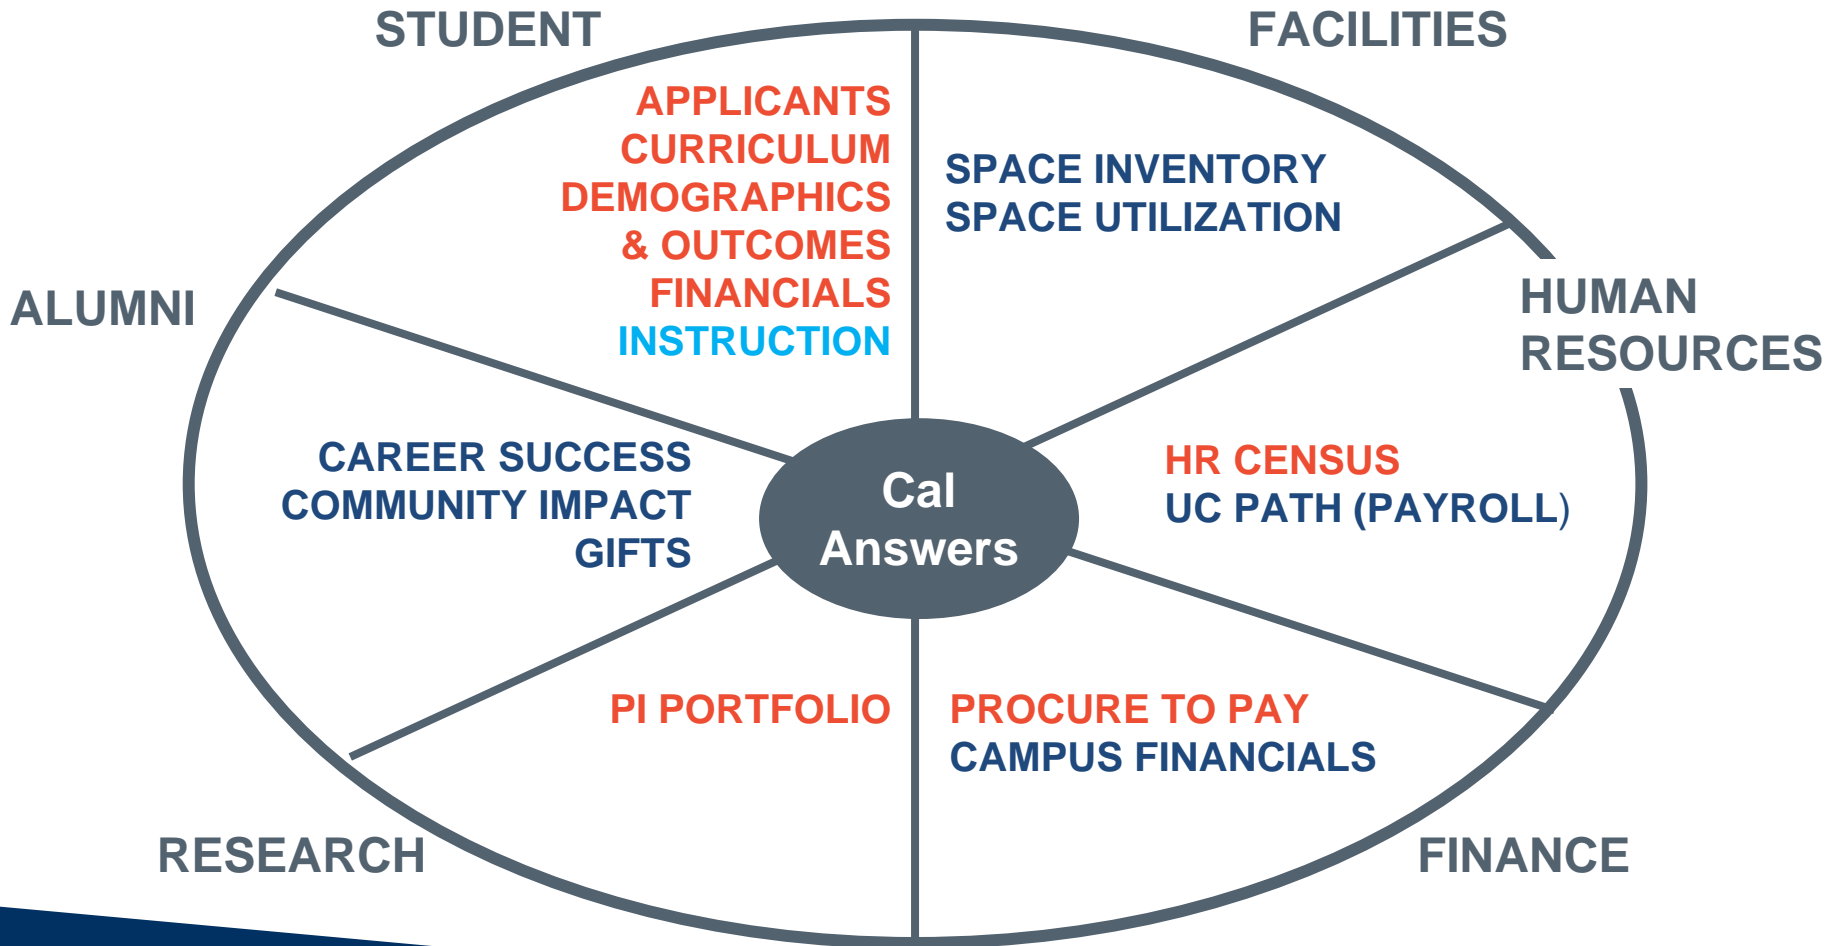 STUDENT
FACILITIES
APPLICANTS
CURRICULUM
DEMOGRAPHICS
& OUTCOMES
FINANCIALS
INSTRUCTION
SPACE INVENTORY
SPACE UTILIZATION
ALUMNI
HUMAN
RESOURCES
CAREER SUCCESS
COMMUNITY IMPACT
GIFTS
Cal
Answers
HR CENSUS
UC PATH (PAYROLL)
PI PORTFOLIO
PROCURE TO PAY
CAMPUS FINANCIALS
RESEARCH
FINANCE